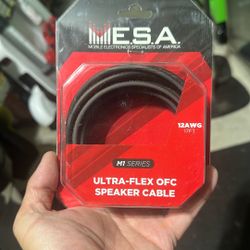 M.E.S.A.
MOBILE ELECTRONICS SPECIALISTS OF AMERICA
12AWG
M1 SERIES
ULTRA-FLEX OFC
SPEAKER CABLE